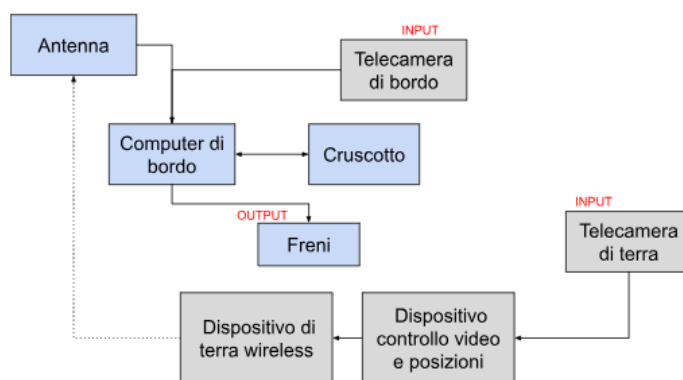 INPUT
Antenna
Telecamera
di bordo
Computer di
bordo
Cruscotto
OUTPUT
Freni
INPUT
Telecamera
di terra
Dispositivo di
terra wireless
Dispositivo
controllo video
e posizioni